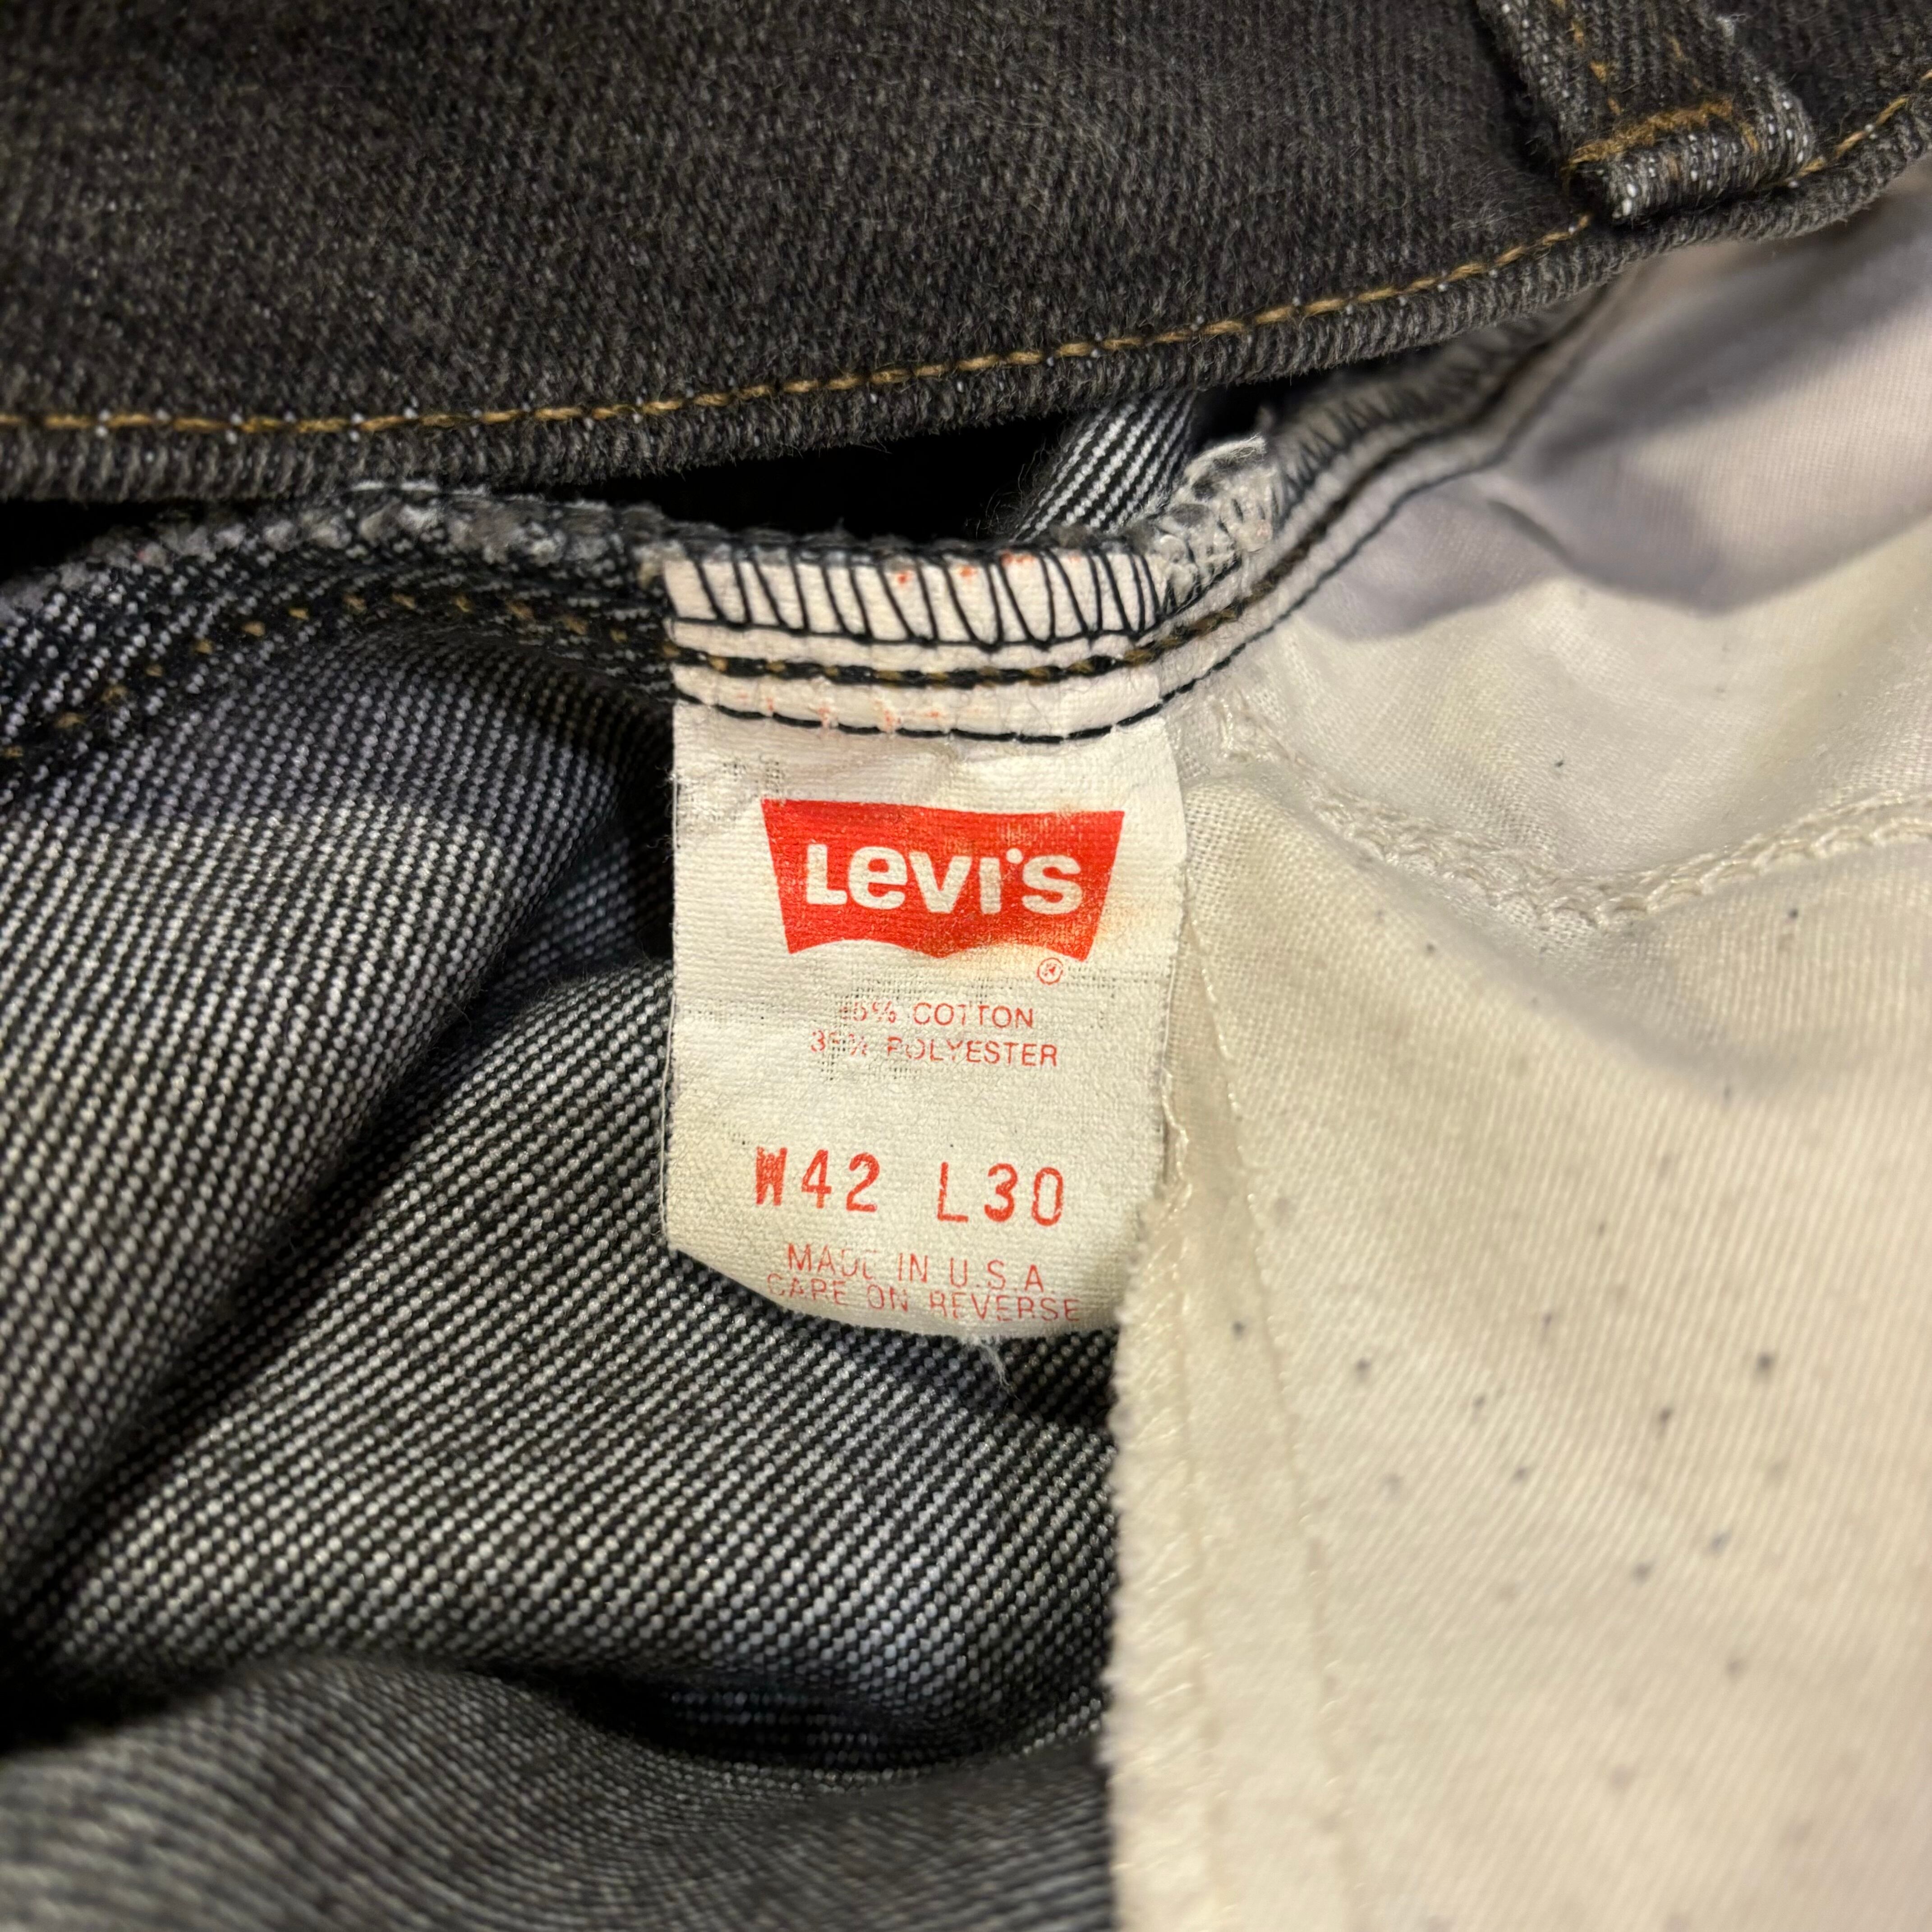 Levi's
®
COTTON
POLYESTER
W42 L30
MADE IN U.S.A.
CARE ON REVERSE